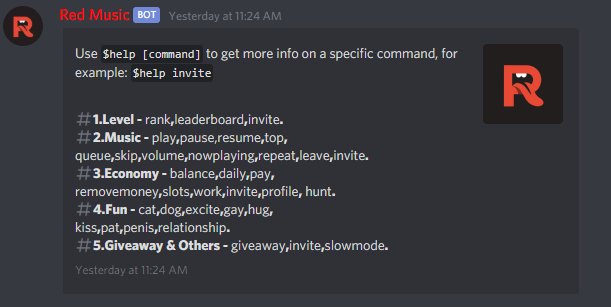 Red Music BOT Yesterday at 11:24 AM
Use $help [command] to get more info on a specific command, for
example: $help invite
#1.Level - rank,leaderboard,invite.
#2.Music - play,pause,resume,top,
queue,skip,volume,nowplaying,repeat,leave,invite.
#3.Economy - balance,daily,pay,
removemoney,slots,work,invite,profile, hunt.
#4.Fun - cat,dog,excite,gay,hug,
kiss,pat,penis,relationship.
#5.Giveaway & Others - giveaway,invite,slowmode.
Yesterday at 11:24 AM